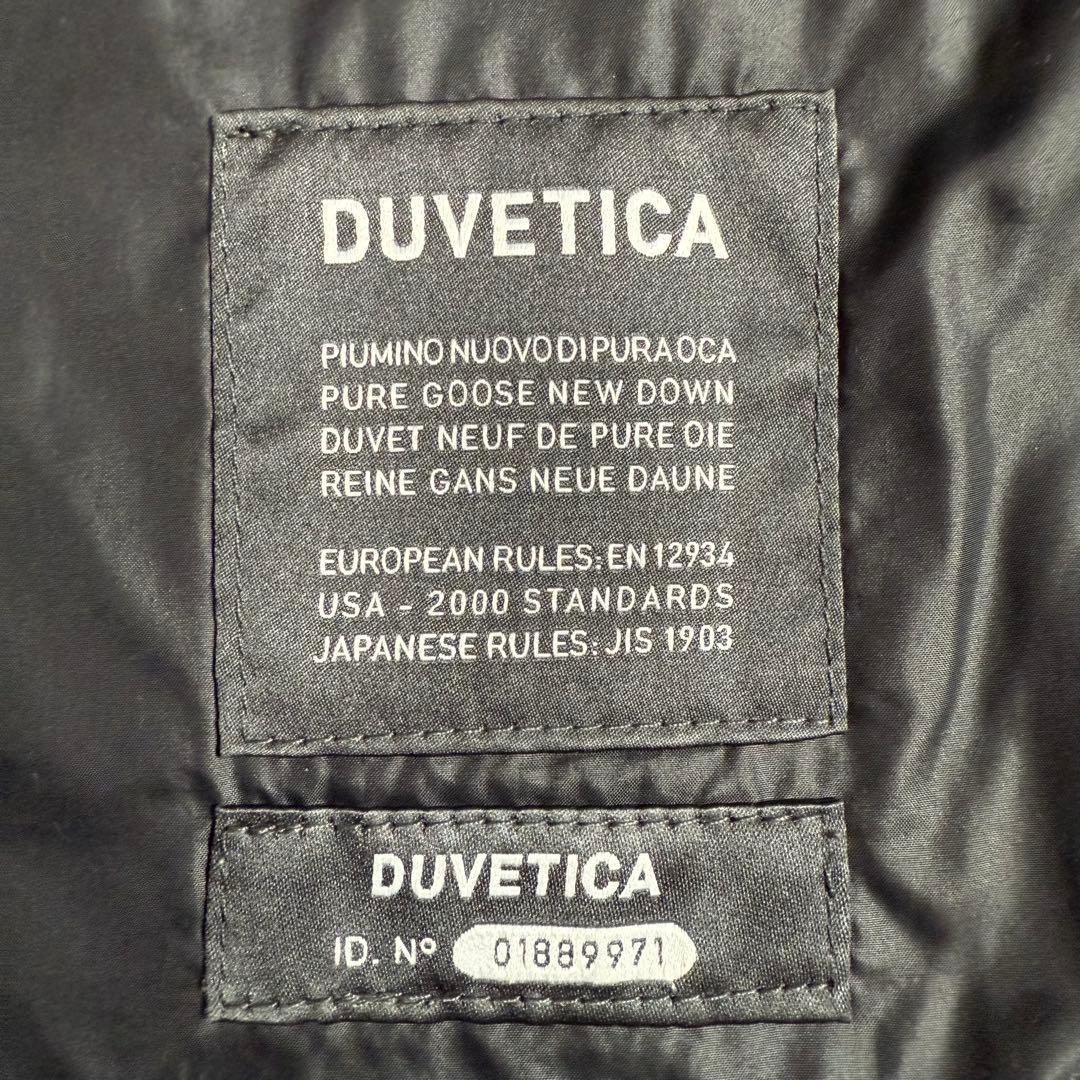 DUVETICA
PIUMINO NUOVO DI PURA OCA
PURE GOOSE NEW DOWN
DUVET NEUF DE PURE OIE
REINE GANS NEUE DAUNE
EUROPEAN RULES: EN 12934
USA - 2000 STANDARDS
JAPANESE RULES: JIS 1903
DUVETICA
ID. Nº 01889971